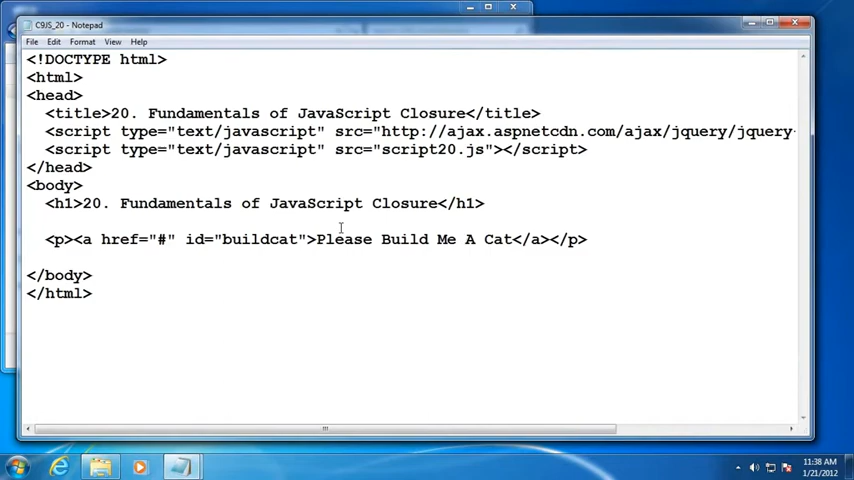 C9JS_20 - Notepad
File Edit Format View Help
<!DOCTYPE html>
<html>
<head>
<title>20. Fundamentals of JavaScript Closure</title>
<script type="text/javascript" src="http://ajax.aspnetcdn.com/ajax/jquery/jquery-
<script type="text/javascript" src="script20.js"></script>
</head>
<body>
<h1>20. Fundamentals of JavaScript Closure</h1>
<p><a href="#" id="buildcat">Please Build Me A Cat</a></p>
</body>
</html>
11:38 AM
1/21/2012